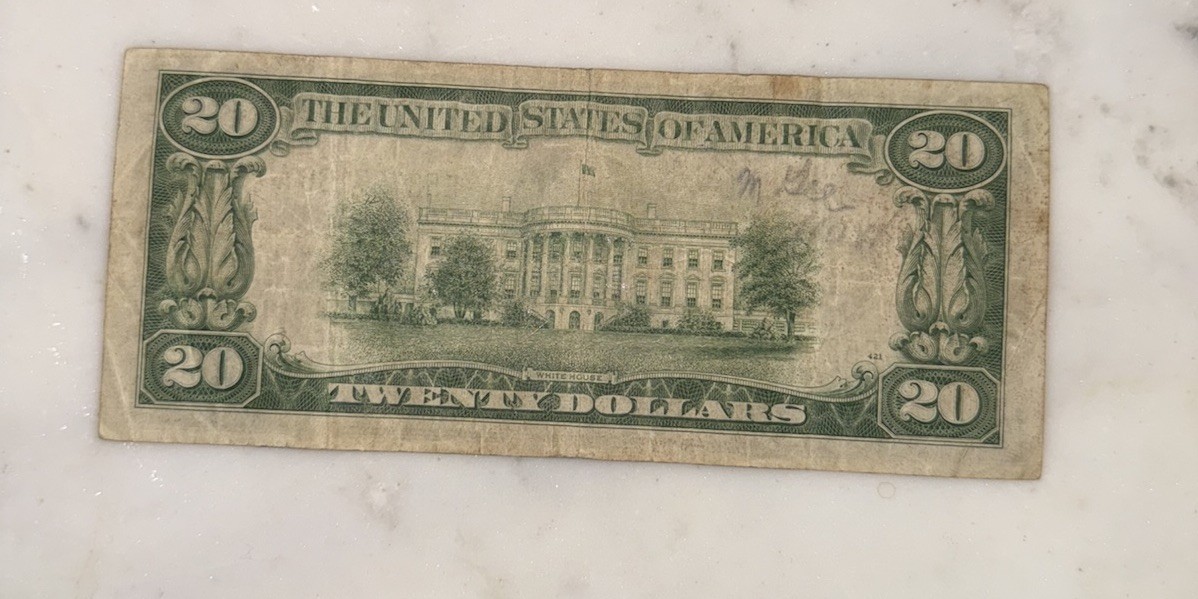 20 THE UNITED STATES OF AMERICA 20
421
WHITE HOUSE
20 TWENTY DOLLARS 20